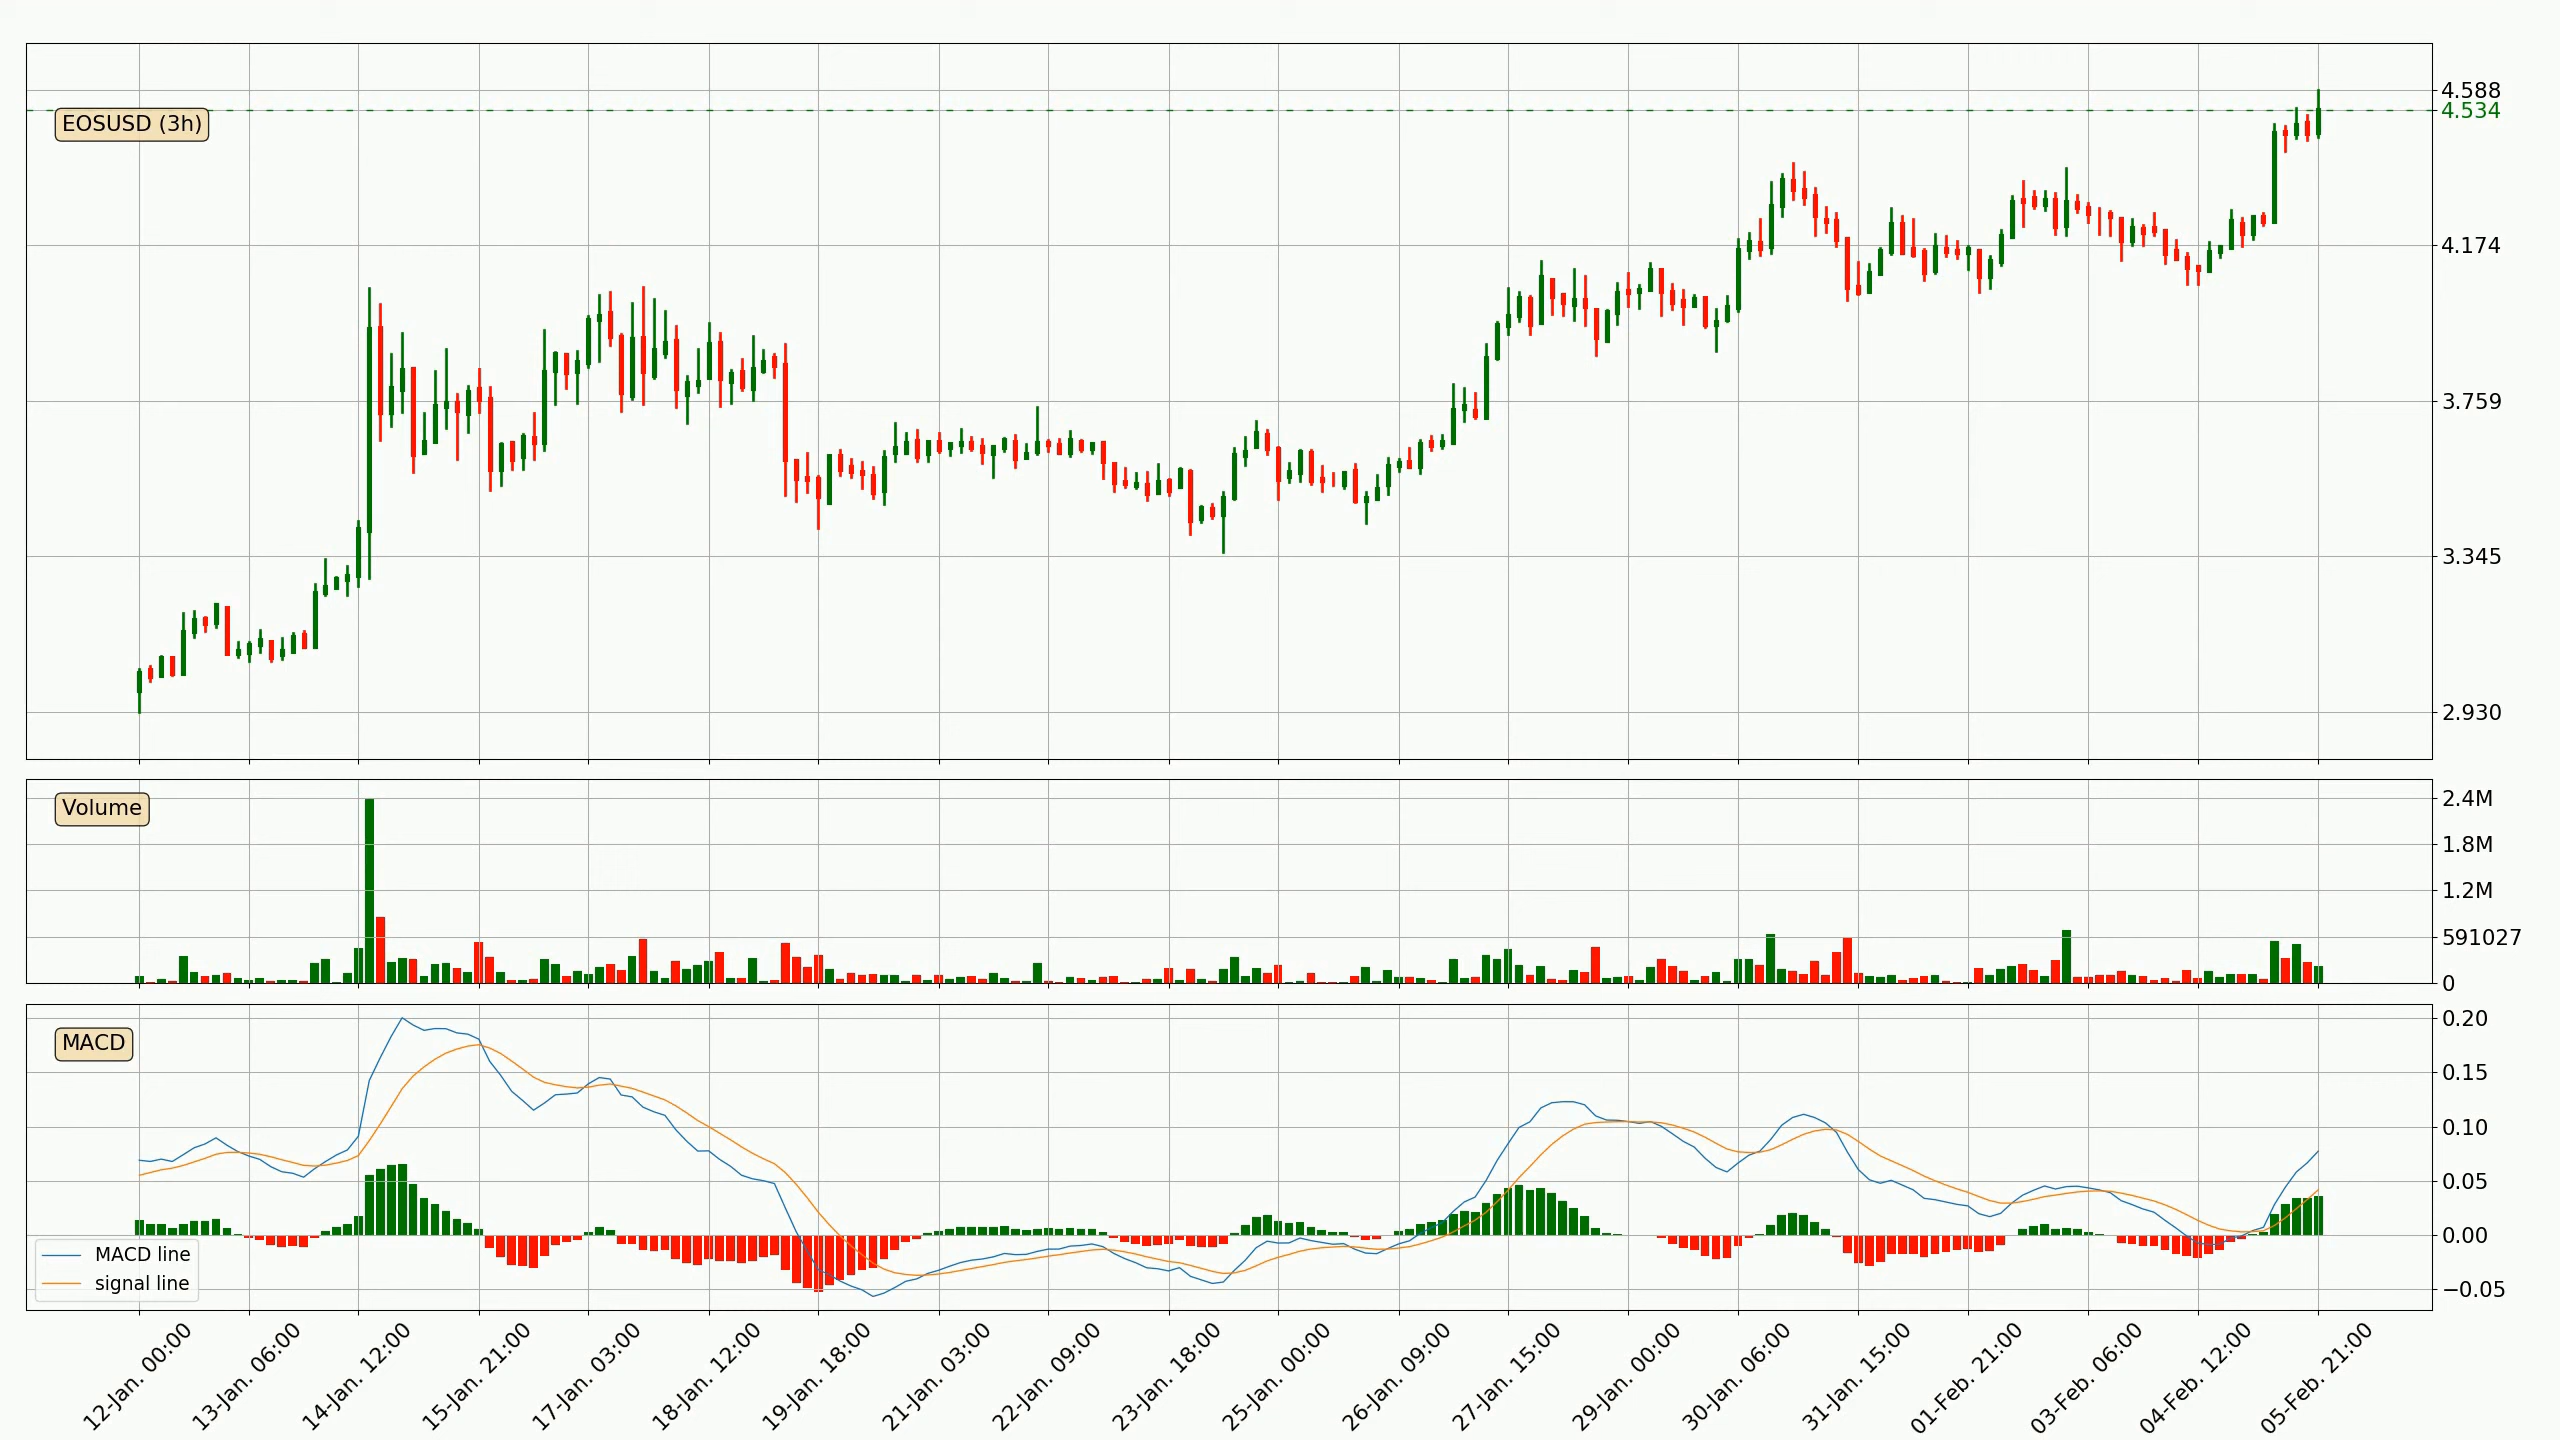 EOSUSD (3h)
4.588
4.534
4.174
3.759
3.345
2.930
Volume
2.4M
1.8M
1.2M
591027
0
MACD
0.20
0.15
0.10
0.05
0.00
−0.05
MACD line
signal line
12-Jan. 00:00
13-Jan. 06:00
14-Jan. 12:00
15-Jan. 21:00
17-Jan. 03:00
18-Jan. 12:00
19-Jan. 18:00
21-Jan. 03:00
22-Jan. 09:00
23-Jan. 18:00
25-Jan. 00:00
26-Jan. 09:00
27-Jan. 15:00
29-Jan. 00:00
30-Jan. 06:00
31-Jan. 15:00
01-Feb. 21:00
03-Feb. 06:00
04-Feb. 12:00
05-Feb. 21:00